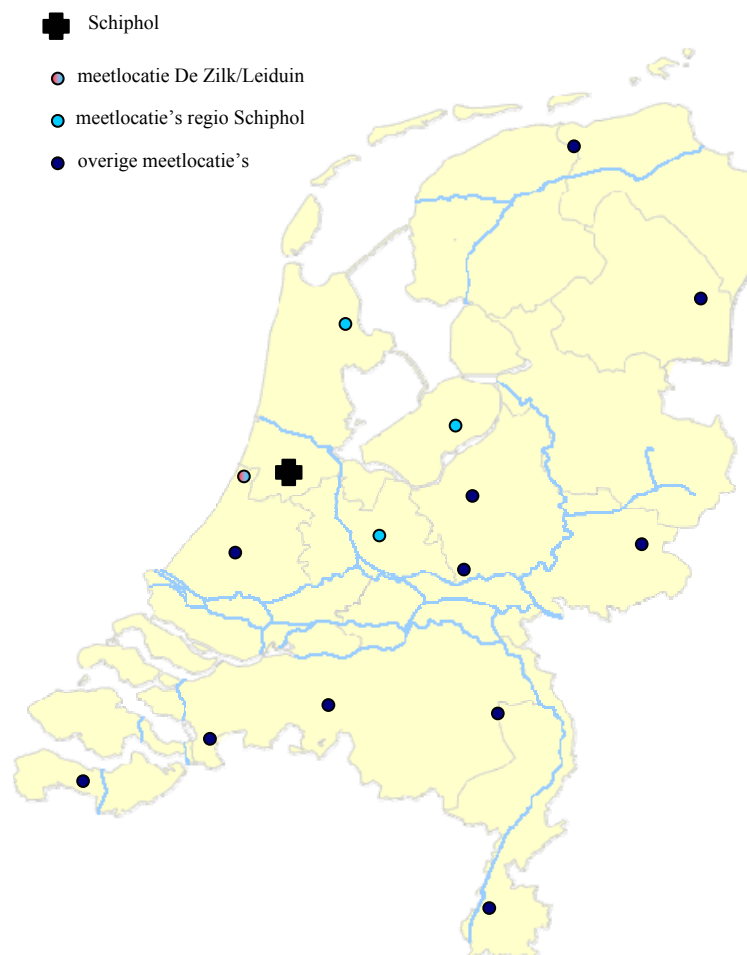 Schiphol
meetlocatie De Zilk/Leiduin
meetlocatie's regio Schiphol
overige meetlocatie's